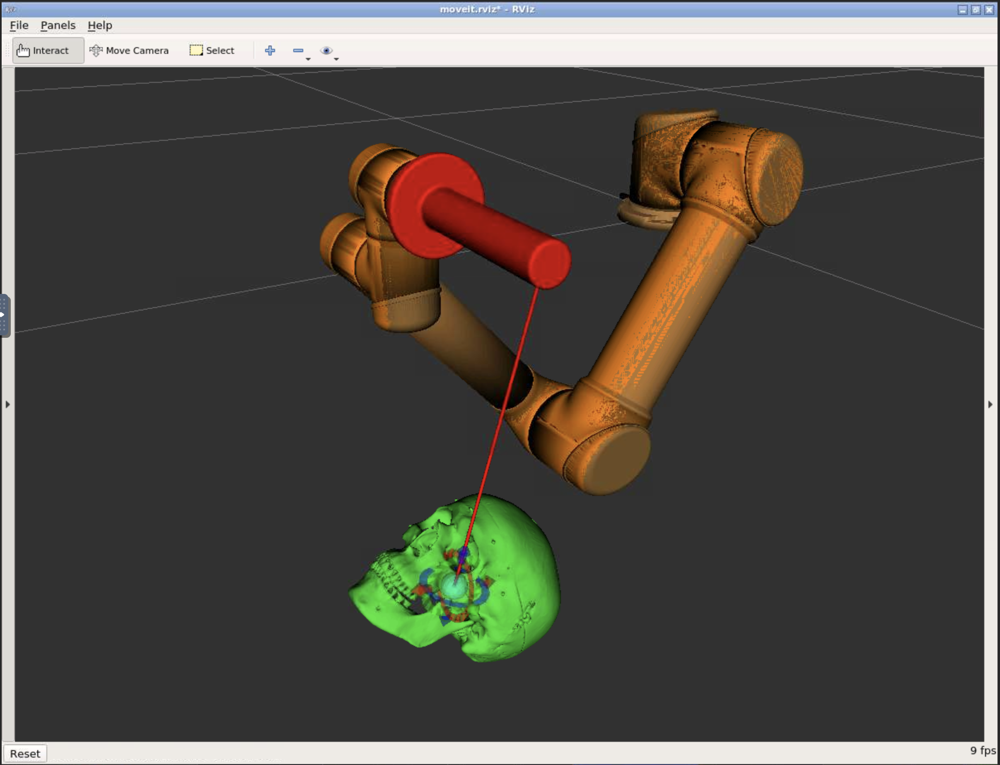 moveit.rviz* - RViz
File Panels Help
Interact Move Camera Select
Reset
9 fps